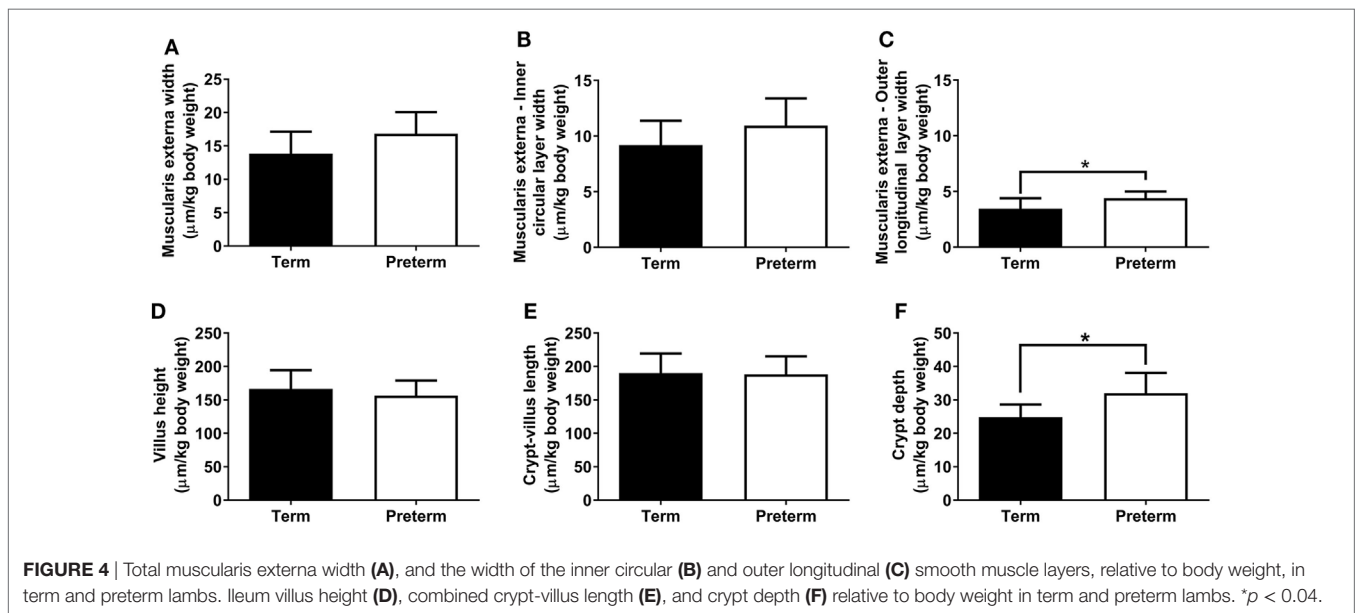 A
Muscularis externa width
(μm/kg body weight)
25
20
15
10
5
0
Term
Preterm
B
Muscularis externa - Inner
circular layer width
(μm/kg body weight)
15
10
5
0
Term
Preterm
C
Muscularis externa - Outer
longitudinal layer width
(μm/kg body weight)
15
10
5
0
*
Term
Preterm
D
Villus height
(μm/kg body weight)
250
200
150
100
50
0
Term
Preterm
E
Crypt-villus length
(μm/kg body weight)
250
200
150
100
50
0
Term
Preterm
F
Crypt depth
(μm/kg body weight)
50
40
30
20
10
0
*
Term
Preterm
FIGURE 4 | Total muscularis externa width (A), and the width of the inner circular (B) and outer longitudinal (C) smooth muscle layers, relative to body weight, in
term and preterm lambs. Ileum villus height (D), combined crypt-villus length (E), and crypt depth (F) relative to body weight in term and preterm lambs. *p < 0.04.